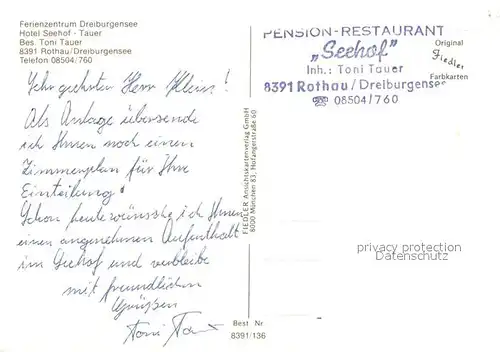 Ferienzentrum Dreiburgensee
Hotel Seehof - Tauer
Bes. Toni Tauer
8391 Rothau/Dreiburgensee
Telefon 08504/760
PENSION-RESTAURANT
„Seehof"
Inh.: Toni Tauer
8391 Rothau/Dreiburgensee
☎ 08504/760
Original
Fiedler
Farbkarten
Sehr geehrter Herr Klein!
Als Anlage übersende
ich Ihnen noch einen
Zimmerplan für Ihre
Einteilung.
Schon heute wünsche ich Ihnen
einen angenehmen Aufenthalt
im Seehof und verbleibe
mit freundlichen
Grüßen
Toni Tauer
FIEDLER Ansichtskartenverlag GmbH
8000 München 83, Hofangerstraße 60
privacy protection
Datenschutz
Best Nr
8391/136